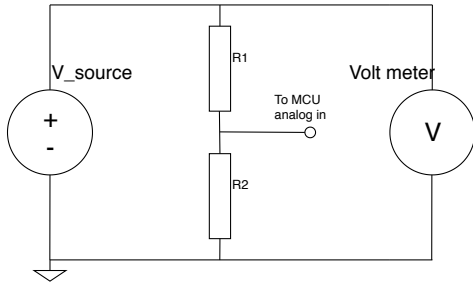 R1
V_source
Volt meter
To MCU
analog in
+
-
V
R2